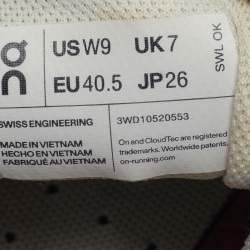 On
US W9 UK 7
EU 40.5 JP 26
SWL OK
SWISS ENGINEERING
MADE IN VIETNAM
HECHO EN VIETNAM
FABRIQUÉ AU VIETNAM
3WD10520553
On and CloudTec are registered
trademarks. Worldwide patents.
on-running.com